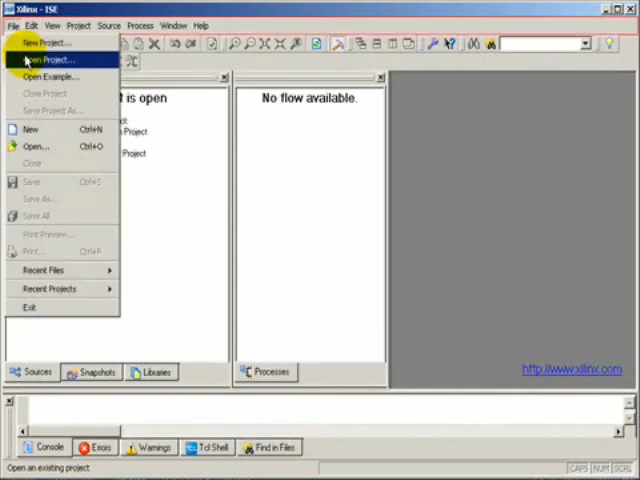 Xilinx - ISE
File Edit View Project Source Process Window Help
New Project...
Open Project...
Open Example...
Close Project
Save Project As...
New Ctrl+N
Open... Ctrl+O
Close
Save Ctrl+S
Save As...
Save All
Print Preview...
Print... Ctrl+P
Recent Files
Recent Projects
Exit
is open
Project
Project
No flow available.
http://www.xilinx.com
Sources Snapshots Libraries
Processes
Console Errors Warnings Tcl Shell Find in Files
Open an existing project
CAPS NUM SCRL